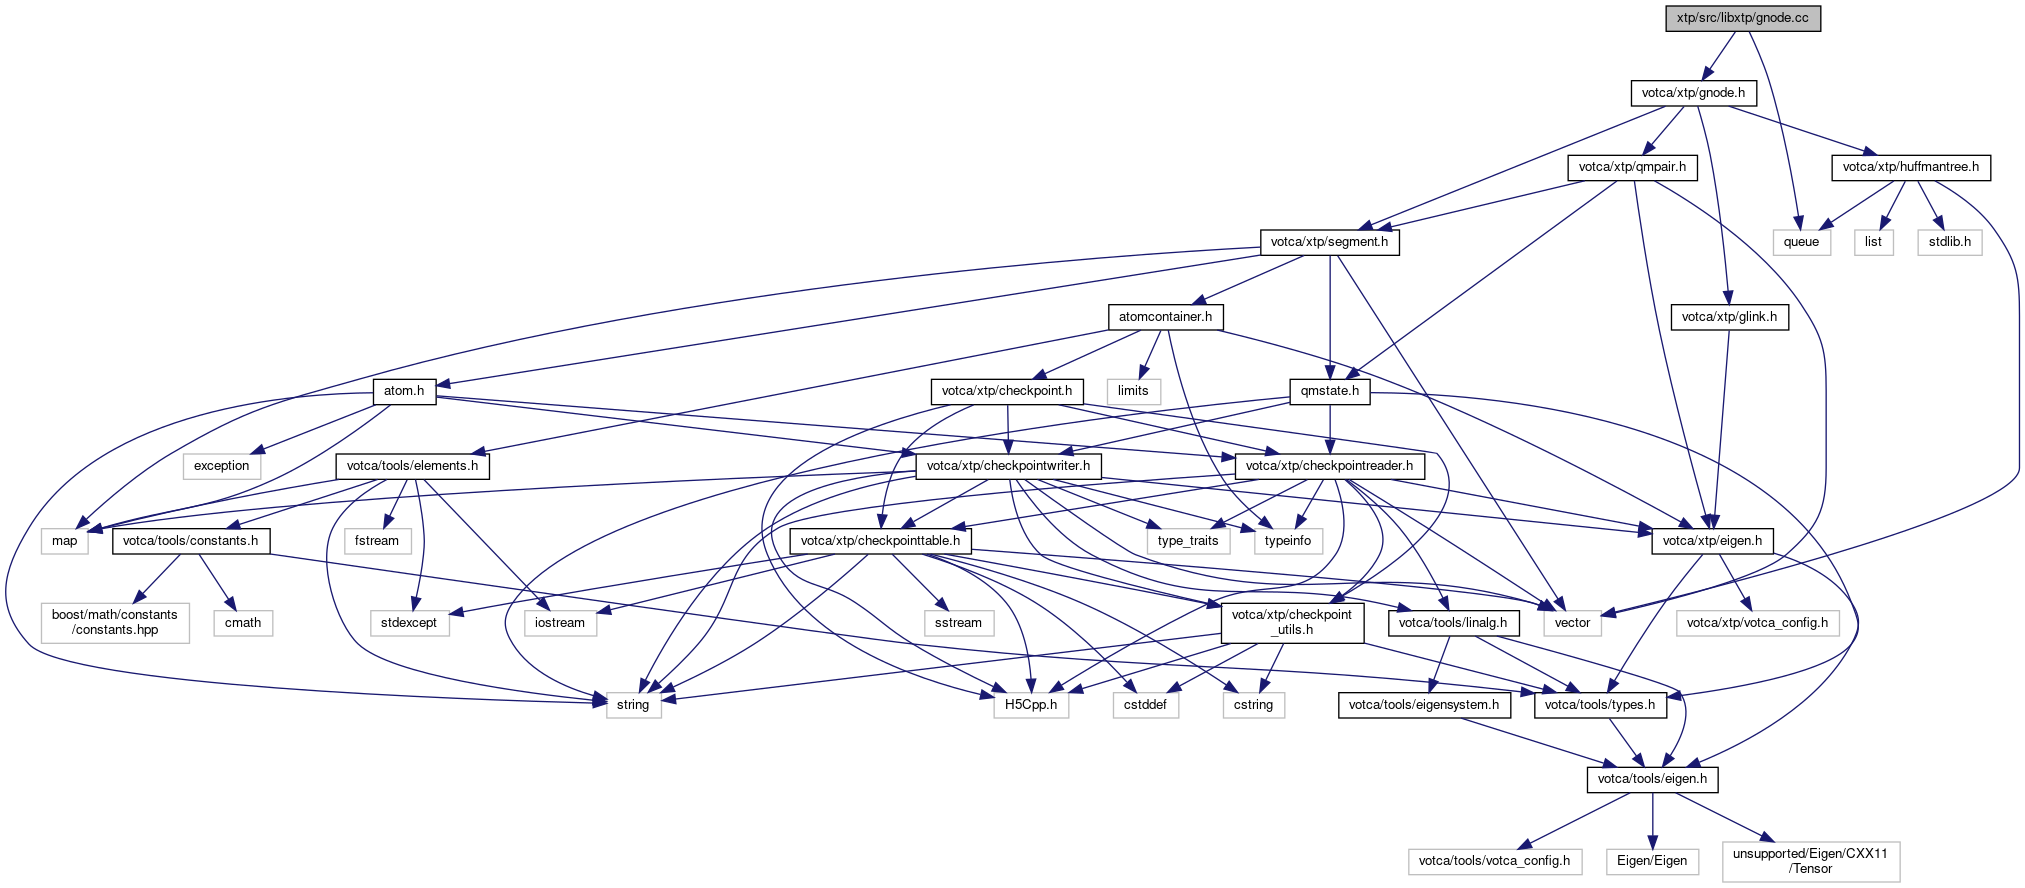 xtp/src/libxtp/gnode.cc
votca/xtp/gnode.h
votca/xtp/qmpair.h
votca/xtp/huffmantree.h
votca/xtp/segment.h
queue
list
stdlib.h
atomcontainer.h
votca/xtp/glink.h
atom.h
votca/xtp/checkpoint.h
limits
qmstate.h
exception
votca/tools/elements.h
votca/xtp/checkpointwriter.h
votca/xtp/checkpointreader.h
map
votca/tools/constants.h
fstream
votca/xtp/checkpointtable.h
type_traits
typeinfo
votca/xtp/eigen.h
boost/math/constants
/constants.hpp
cmath
stdexcept
iostream
sstream
votca/xtp/checkpoint
_utils.h
votca/tools/linalg.h
vector
votca/xtp/votca_config.h
string
H5Cpp.h
cstddef
cstring
votca/tools/eigensystem.h
votca/tools/types.h
votca/tools/eigen.h
votca/tools/votca_config.h
Eigen/Eigen
unsupported/Eigen/CXX11
/Tensor